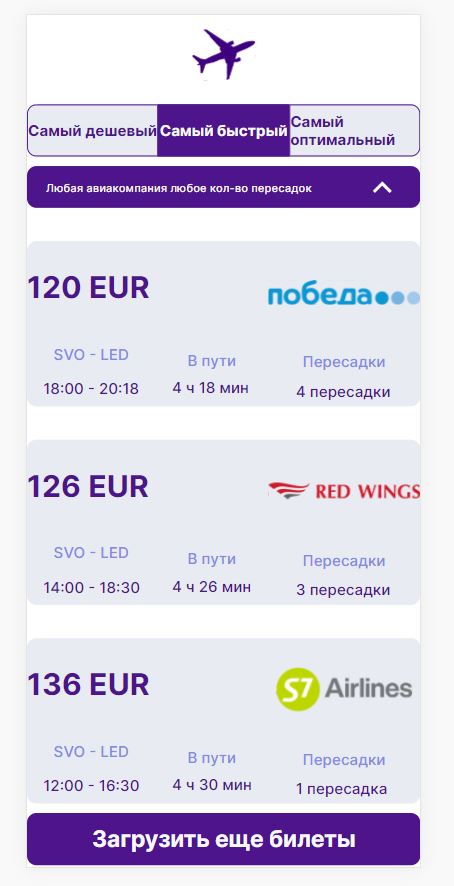 Самый дешевый
Самый быстрый
Самый
оптимальный
Любая авиакомпания любое кол-во пересадок
120 EUR
победа
SVO - LED
В пути
Пересадки
18:00 - 20:18
4 ч 18 мин
4 пересадки
126 EUR
RED WINGS
SVO - LED
В пути
Пересадки
14:00 - 18:30
4 ч 26 мин
3 пересадки
136 EUR
S7 Airlines
SVO - LED
В пути
Пересадки
12:00 - 16:30
4 ч 30 мин
1 пересадка
Загрузить еще билеты